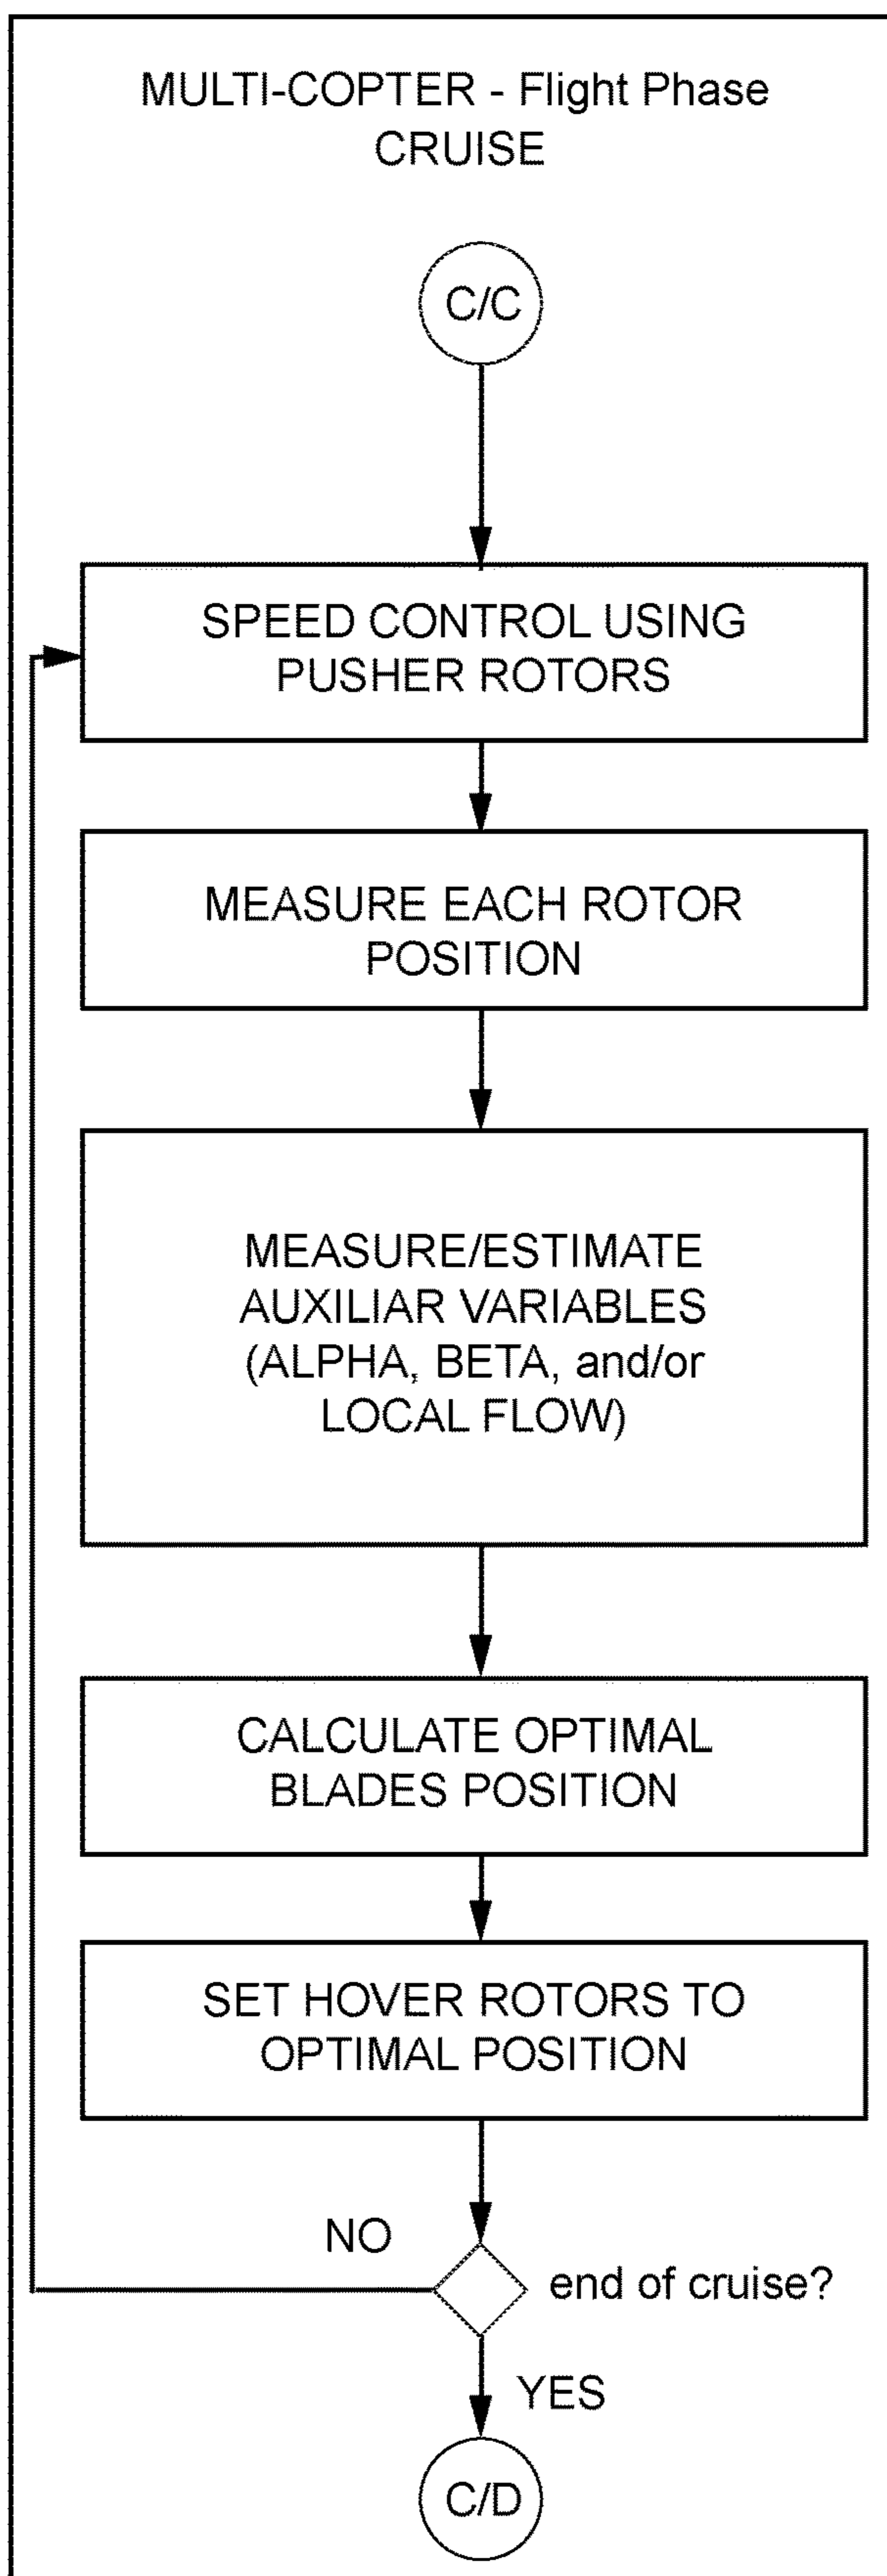 MULTI-COPTER - Flight Phase
CRUISE
C/C
SPEED CONTROL USING
PUSHER ROTORS
MEASURE EACH ROTOR
POSITION
MEASURE/ESTIMATE
AUXILIAR VARIABLES
(ALPHA, BETA, and/or
LOCAL FLOW)
CALCULATE OPTIMAL
BLADES POSITION
SET HOVER ROTORS TO
OPTIMAL POSITION
NO
end of cruise?
YES
C/D